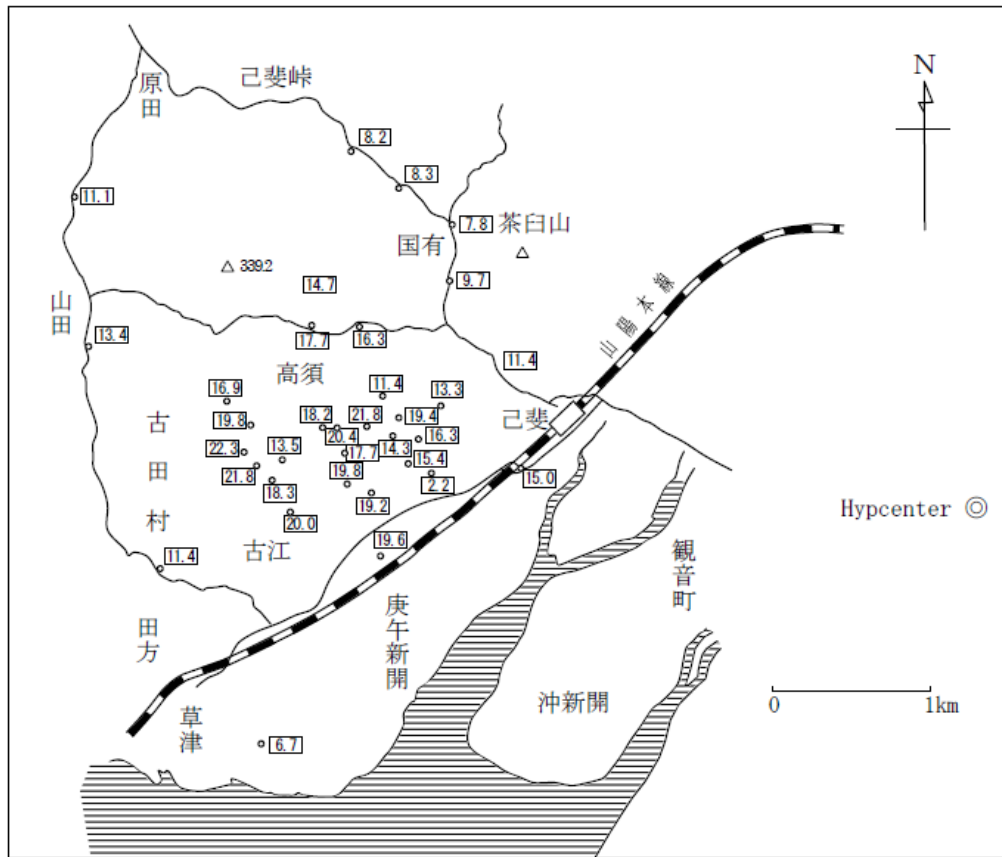 己斐峠
N
原田
8.2
8.3
11.1
7.8
茶臼山
国有
339.2
9.7
14.7
山陽本線
山田
13.4
17.7
16.3
11.4
高須
16.9
11.4
13.3
19.8
18.2
21.8
19.4
己斐
古田村
20.4
14.3
16.3
22.3
13.5
17.7
15.4
21.8
19.8
2.2
15.0
18.3
19.2
20.0
Hypcenter
古江
19.6
観音町
11.4
庚午新開
田方
沖新開
0 1km
草津
6.7